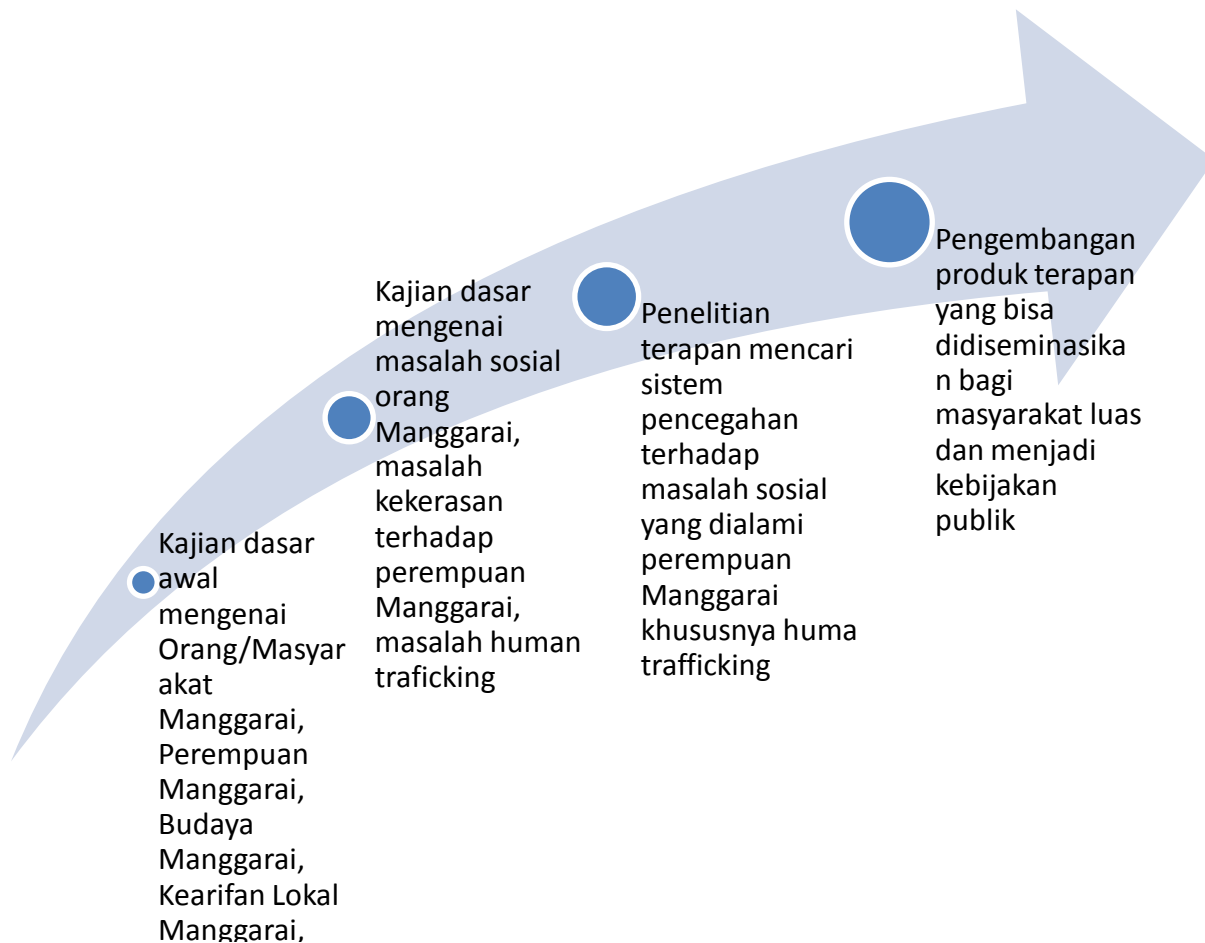 Kajian dasar
awal
mengenai
Orang/Masyar
akat
Manggarai,
Perempuan
Manggarai,
Budaya
Manggarai,
Kearifan Lokal
Manggarai,
Kajian dasar
mengenai
masalah sosial
orang
Manggarai,
masalah
kekerasan
terhadap
perempuan
Manggarai,
masalah human
traficking
Penelitian
terapan mencari
sistem
pencegahan
terhadap
masalah sosial
yang dialami
perempuan
Manggarai
khususnya huma
trafficking
Pengembangan
produk terapan
yang bisa
didiseminasika
n bagi
masyarakat luas
dan menjadi
kebijakan
publik